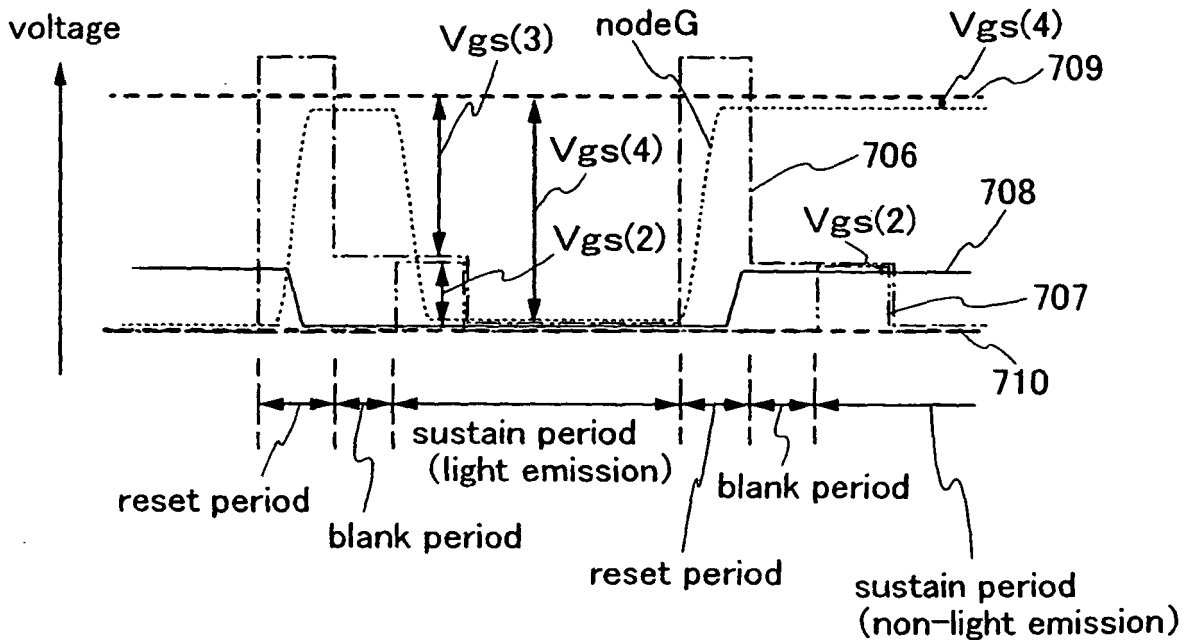 voltage
Vgs(3)
nodeG
Vgs(4)
709
Vgs(4)
706
708
Vgs(2)
Vgs(2)
707
710
sustain period
(light emission)
reset period
blank period
blank period
reset period
sustain period
(non-light emission)